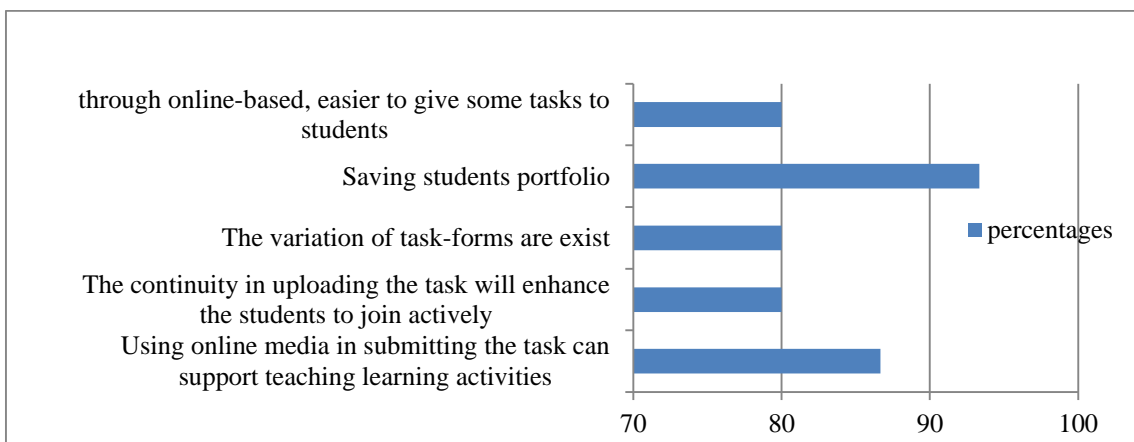 through online-based, easier to give some tasks to
students
Saving students portfolio
The variation of task-forms are exist
percentages
The continuity in uploading the task will enhance
the students to join actively
Using online media in submitting the task can
support teaching learning activities
70 80 90 100